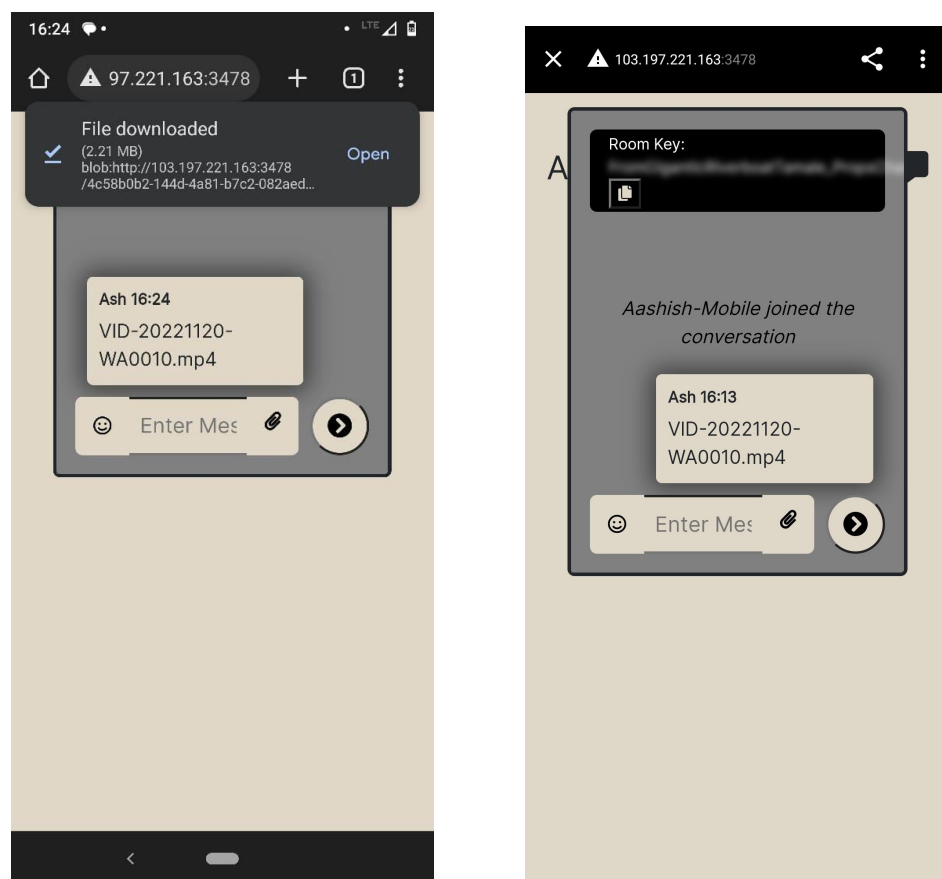 16:24
LTE
97.221.163:3478
1
File downloaded
(2.21 MB)
blob:http://103.197.221.163:3478
/4c58b0b2-144d-4a81-b7c2-082aed...
Open
Ash 16:24
VID-20221120-
WA0010.mp4
Enter Mes
103.197.221.163:3478
A
Room Key:
Aashish-Mobile joined the
conversation
Ash 16:13
VID-20221120-
WA0010.mp4
Enter Mes